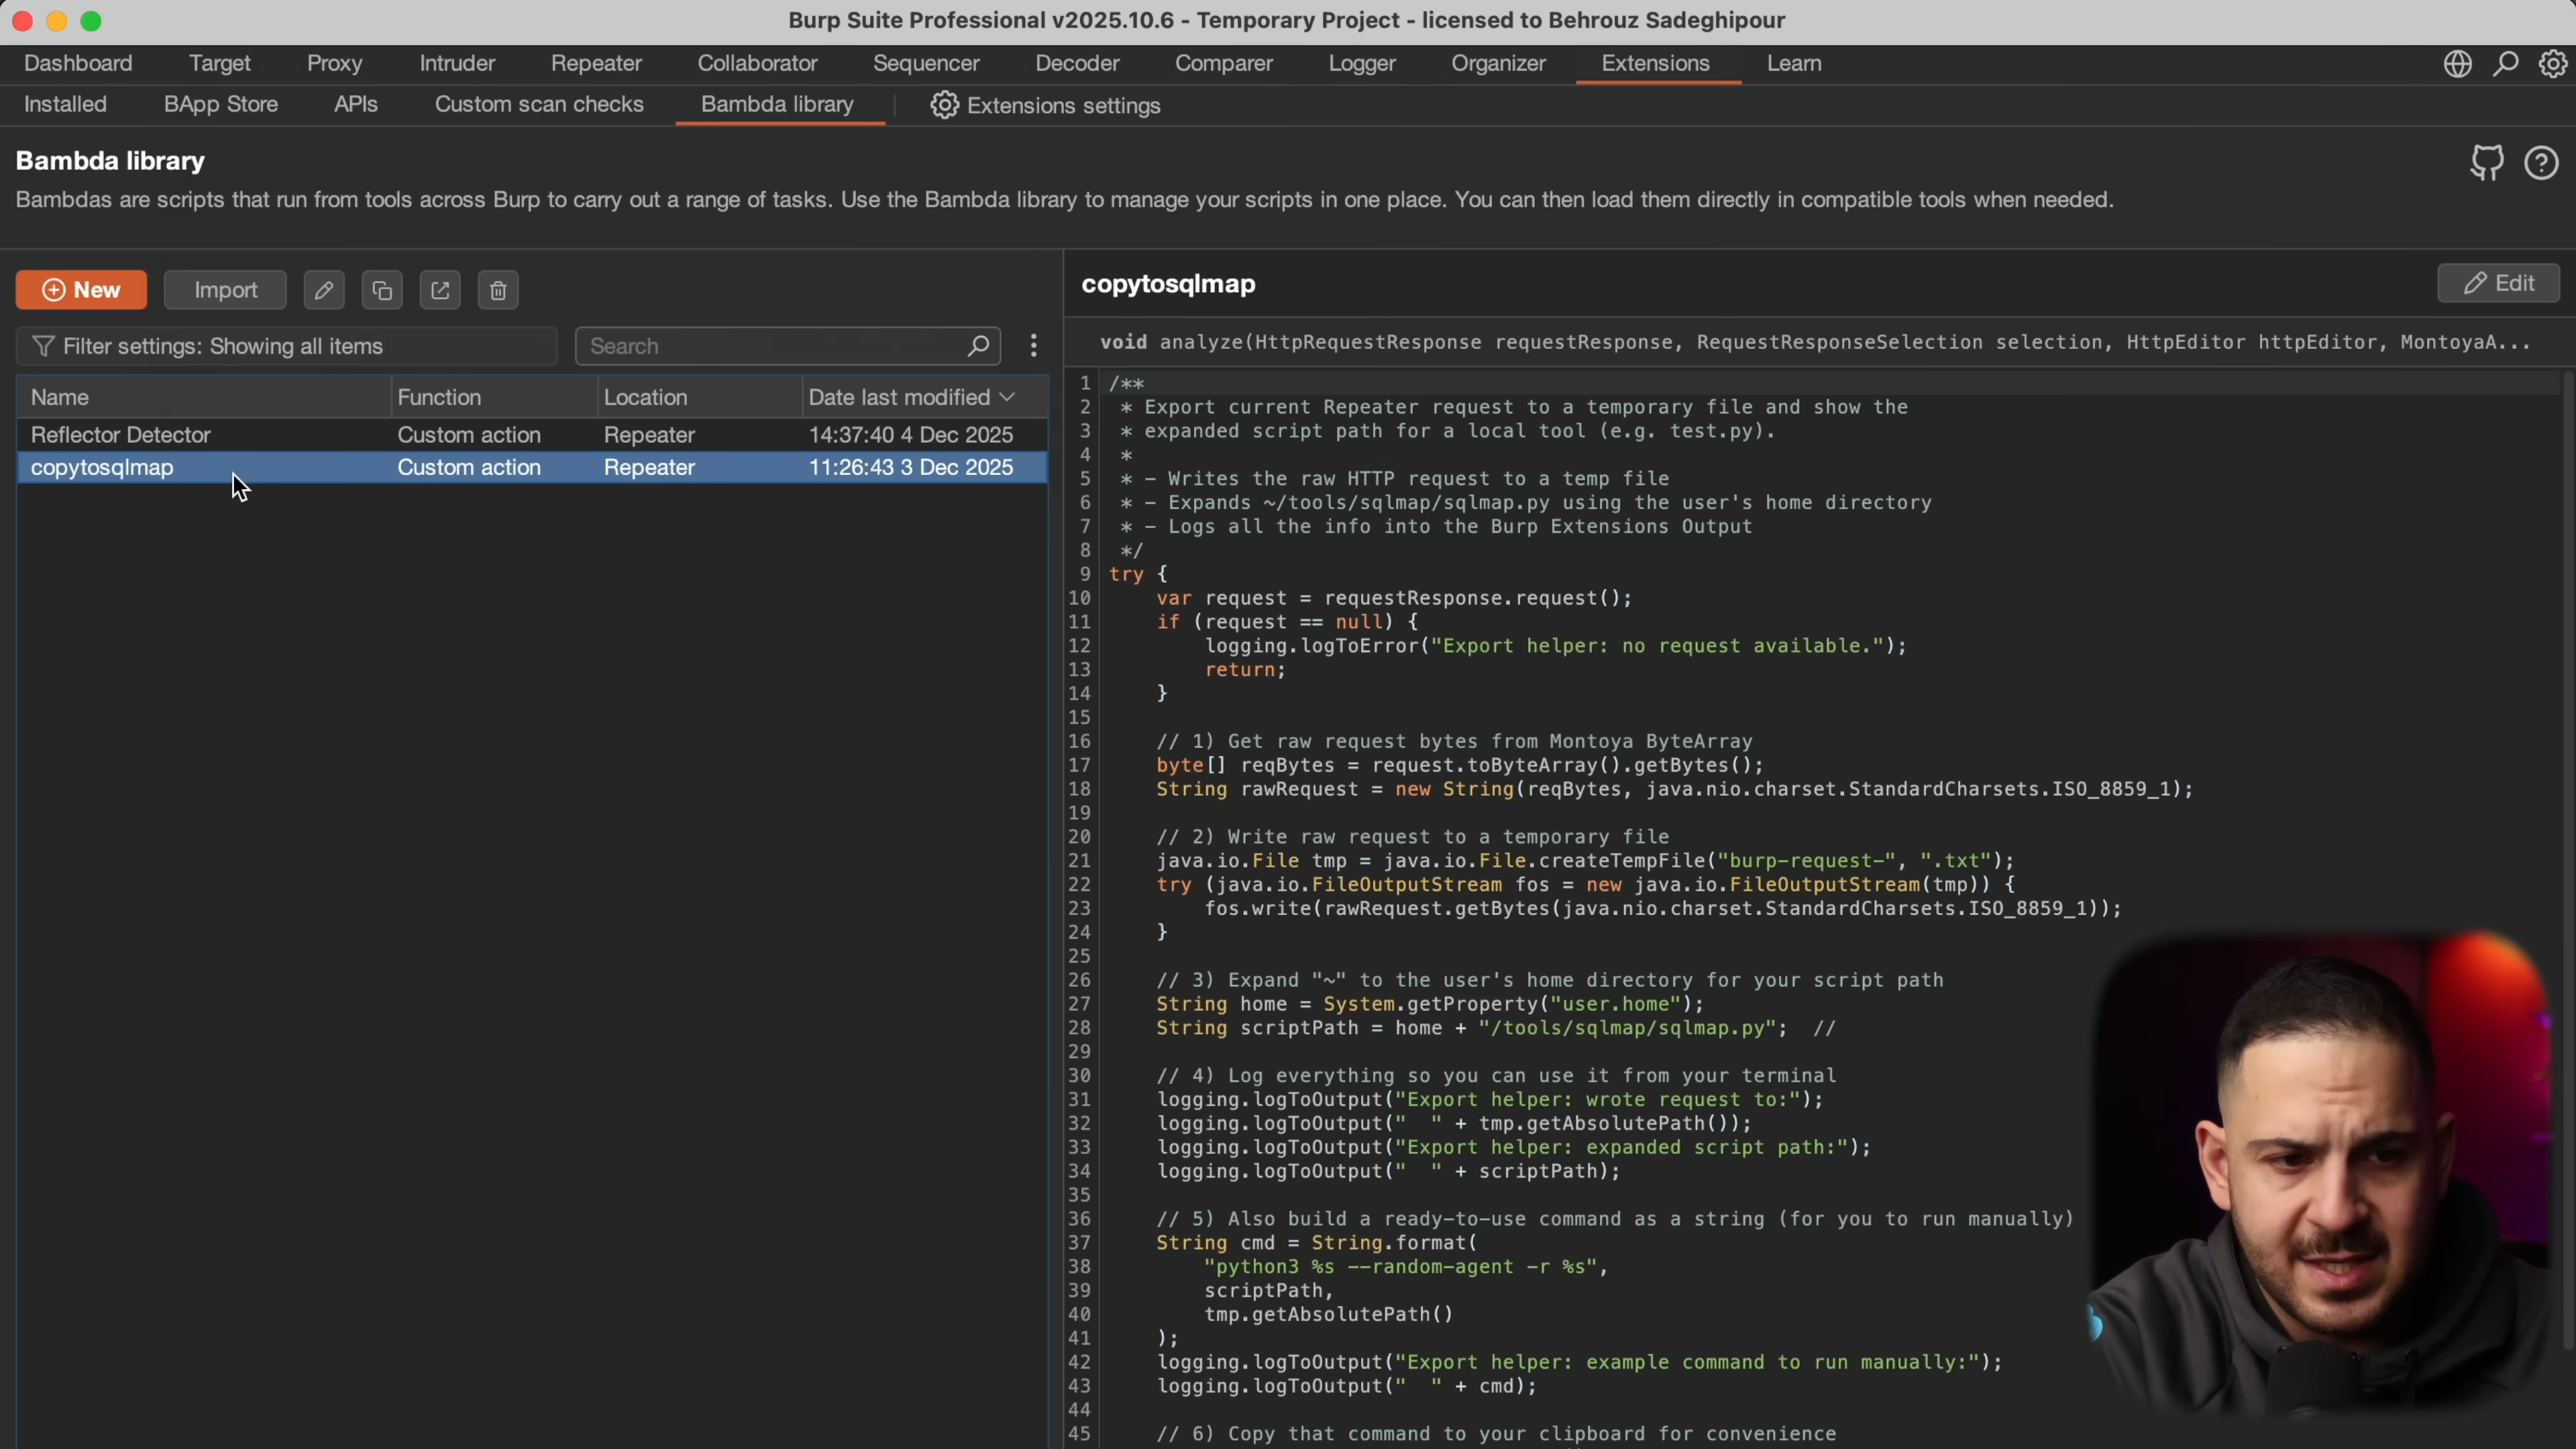 Burp Suite Professional v2025.10.6 - Temporary Project - licensed to Behrouz Sadeghipour
Dashboard Target Proxy Intruder Repeater Collaborator Sequencer Decoder Comparer Logger Organizer Extensions Learn
Installed BApp Store APIs Custom scan checks Bambda library Extensions settings
Bambda library
Bambdas are scripts that run from tools across Burp to carry out a range of tasks. Use the Bambda library to manage your scripts in one place. You can then load them directly in compatible tools when needed.
New Import
Filter settings: Showing all items Search
Name Function Location Date last modified
Reflector Detector Custom action Repeater 14:37:40 4 Dec 2025
copytosqlmap Custom action Repeater 11:26:43 3 Dec 2025
copytosqlmap Edit
void analyze(HttpRequestResponse requestResponse, RequestResponseSelection selection, HttpEditor httpEditor, MontoyaA...
1 /**
2 * Export current Repeater request to a temporary file and show the
3 * expanded script path for a local tool (e.g. test.py).
4 *
5 * - Writes the raw HTTP request to a temp file
6 * - Expands ~/tools/sqlmap/sqlmap.py using the user's home directory
7 * - Logs all the info into the Burp Extensions Output
8 */
9 try {
10 var request = requestResponse.request();
11 if (request == null) {
12 logging.logToError("Export helper: no request available.");
13 return;
14 }
15
16 // 1) Get raw request bytes from Montoya ByteArray
17 byte[] reqBytes = request.toByteArray().getBytes();
18 String rawRequest = new String(reqBytes, java.nio.charset.StandardCharsets.ISO_8859_1);
19
20 // 2) Write raw request to a temporary file
21 java.io.File tmp = java.io.File.createTempFile("burp-request-", ".txt");
22 try (java.io.FileOutputStream fos = new java.io.FileOutputStream(tmp)) {
23 fos.write(rawRequest.getBytes(java.nio.charset.StandardCharsets.ISO_8859_1));
24 }
25
26 // 3) Expand "~" to the user's home directory for your script path
27 String home = System.getProperty("user.home");
28 String scriptPath = home + "/tools/sqlmap/sqlmap.py"; //
29
30 // 4) Log everything so you can use it from your terminal
31 logging.logToOutput("Export helper: wrote request to:");
32 logging.logToOutput("  " + tmp.getAbsolutePath());
33 logging.logToOutput("Export helper: expanded script path:");
34 logging.logToOutput("  " + scriptPath);
35
36 // 5) Also build a ready-to-use command as a string (for you to run manually)
37 String cmd = String.format(
38 "python3 %s --random-agent -r %s",
39 scriptPath,
40 tmp.getAbsolutePath()
41 );
42 logging.logToOutput("Export helper: example command to run manually:");
43 logging.logToOutput("  " + cmd);
44
45 // 6) Copy that command to your clipboard for convenience